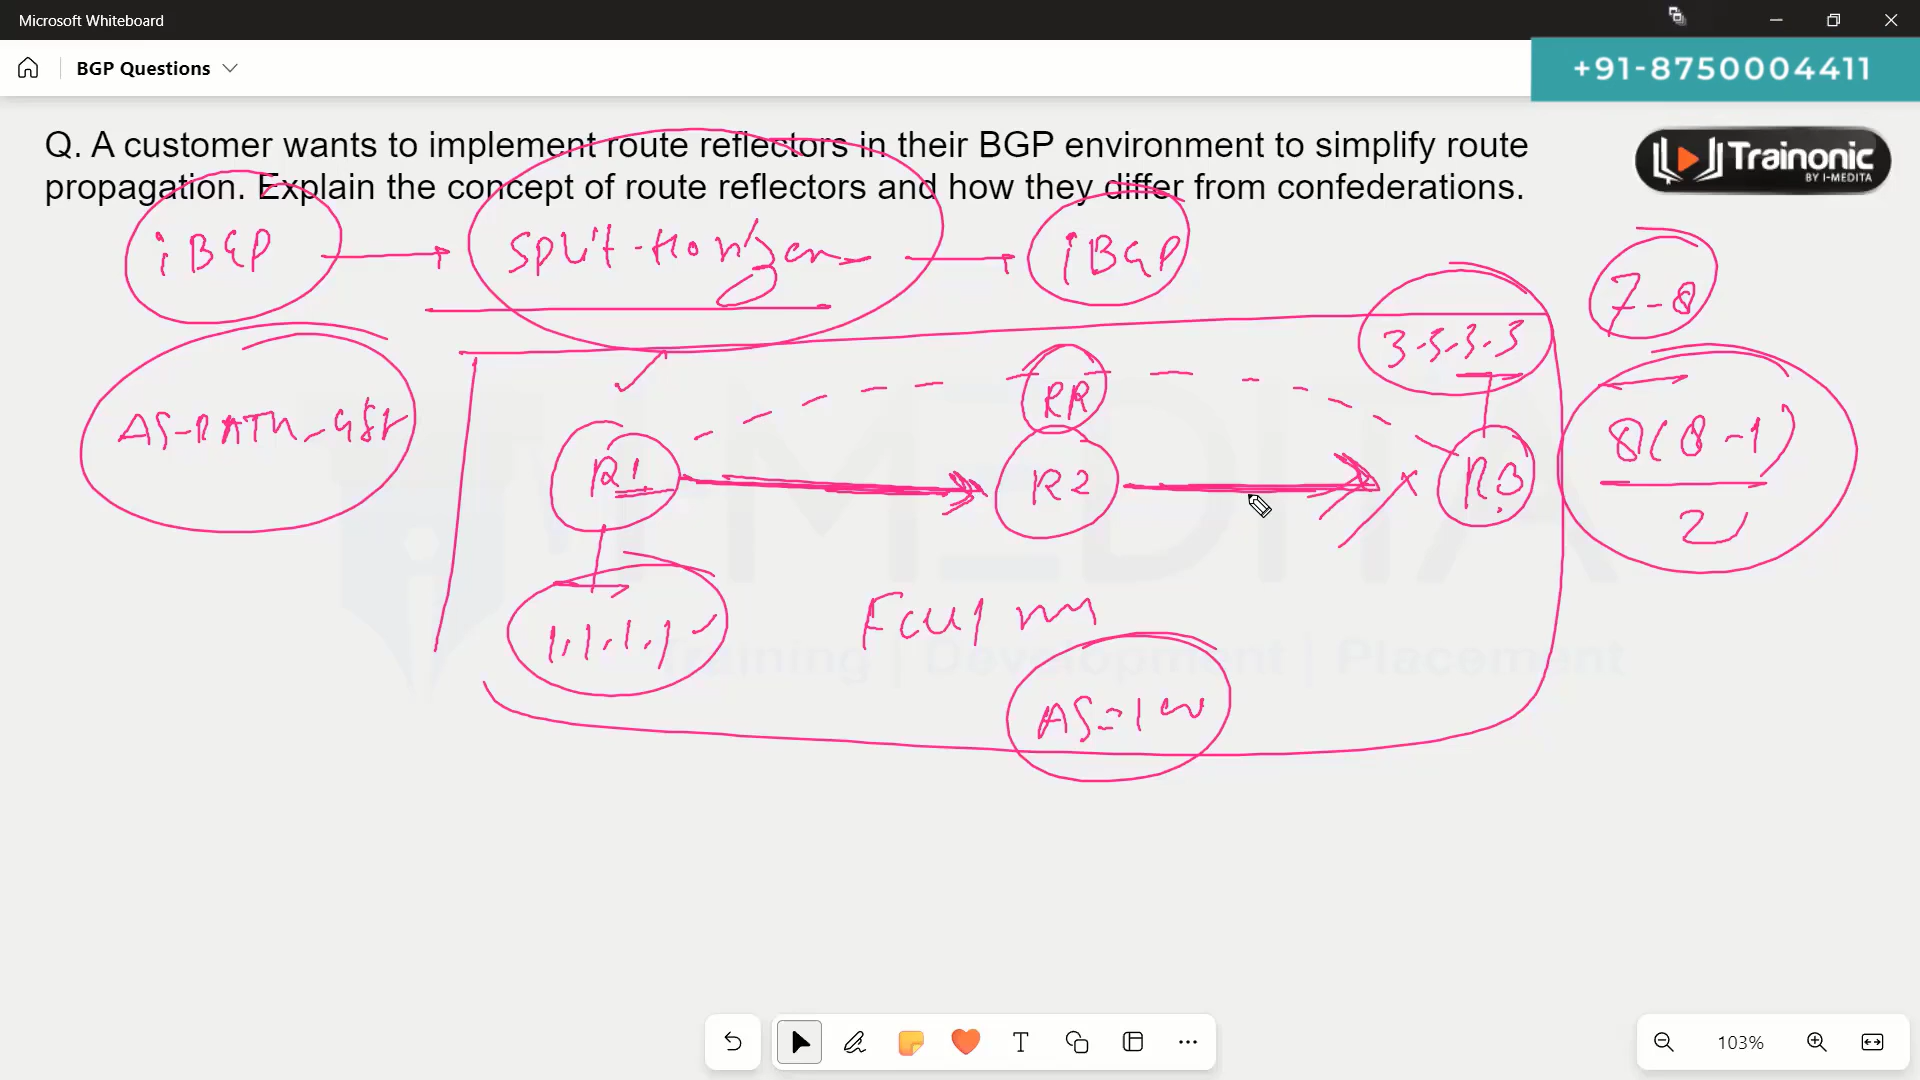 Microsoft Whiteboard
BGP Questions
+91-8750004411
Q. A customer wants to implement route reflectors in their BGP environment to simplify route
propagation. Explain the concept of route reflectors and how they differ from confederations.
Trainonic
BY I-MEDITA
iBGP
Split-Horizon
iBGP
7-8
3.3.3.3
RR
AS-PATH-
8(8-1)
2
R1
R2
R3
x
1.1.1.1
Full
AS=100
Training | Development | Placement
103%